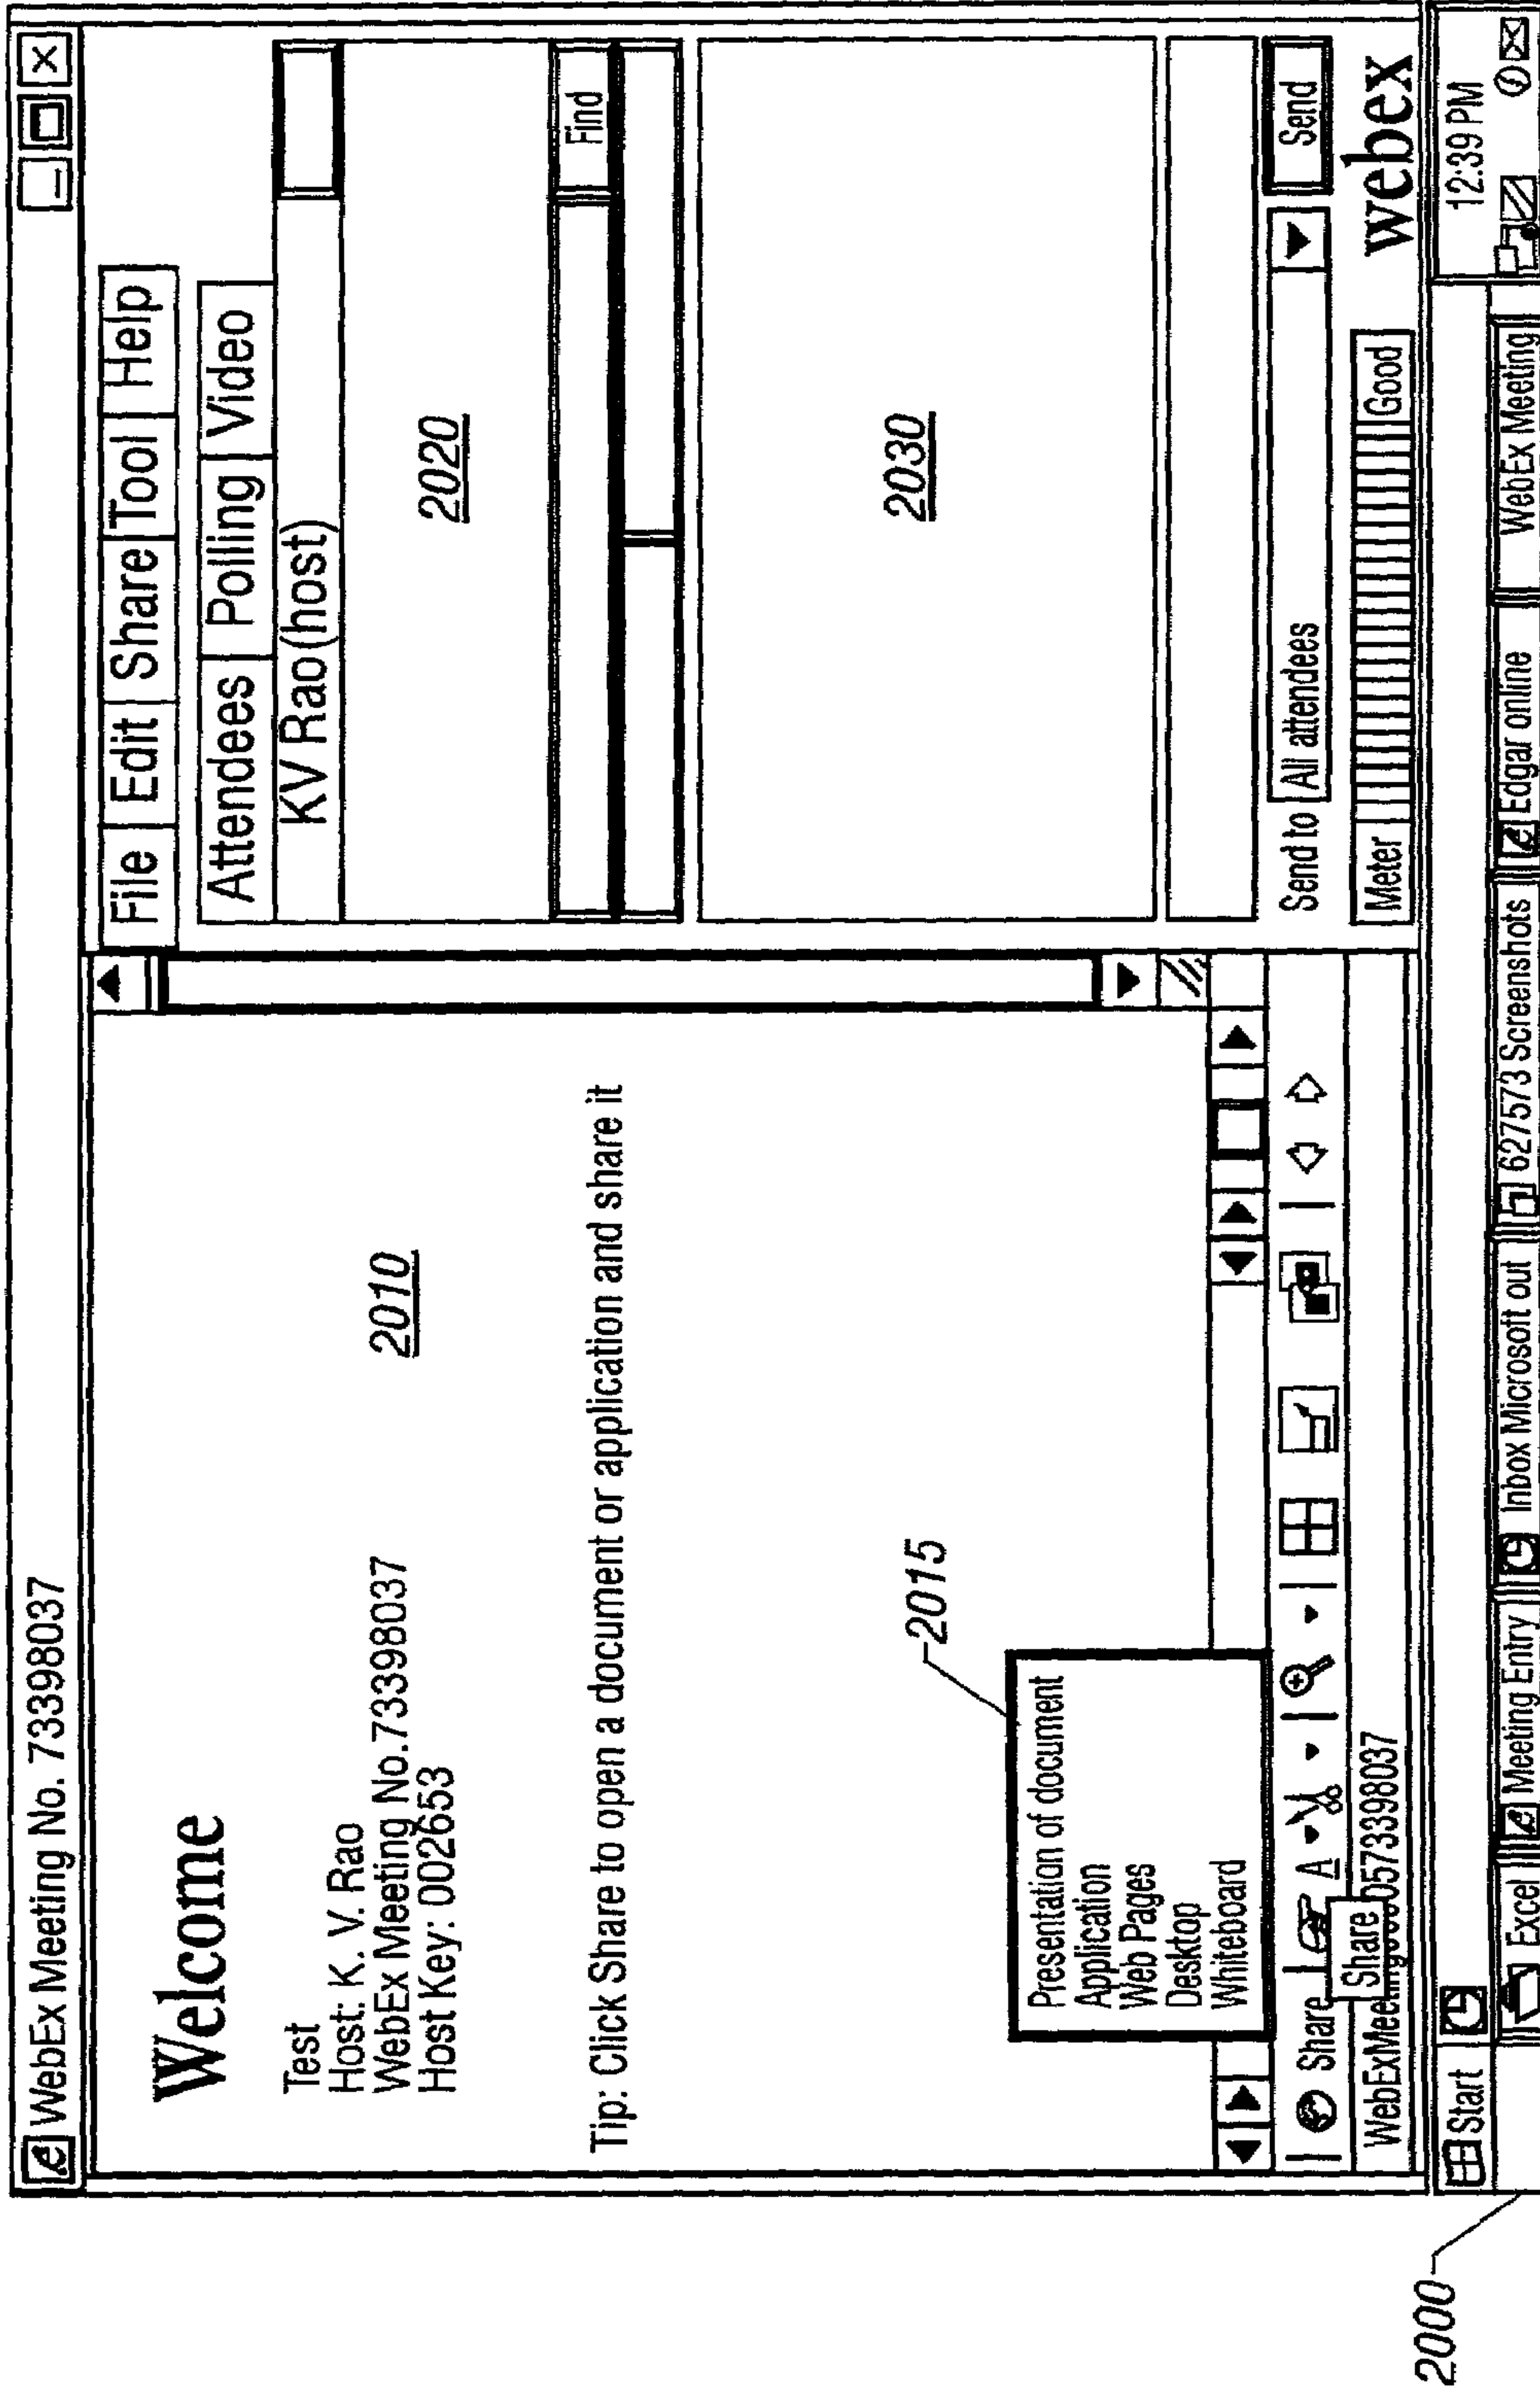 WebEx Meeting No. 73398037
Welcome
Test
Host: K. V. Rao
WebEx Meeting No.73398037
Host Key: 002653
2010
Tip: Click Share to open a document or application and share it
2015
Presentation of document
Application
Web Pages
Desktop
Whiteboard
Share
A
Share
File Edit Share Tool Help
Attendees Polling Video
KV Rao(host)
2020
Find
2030
Send to All attendees Send
Meter Good
webex
Start
12:39 PM
Excel Meeting Entry Inbox Microsoft out 627573 Screenshots Edgar online WebEx Meeting
2000